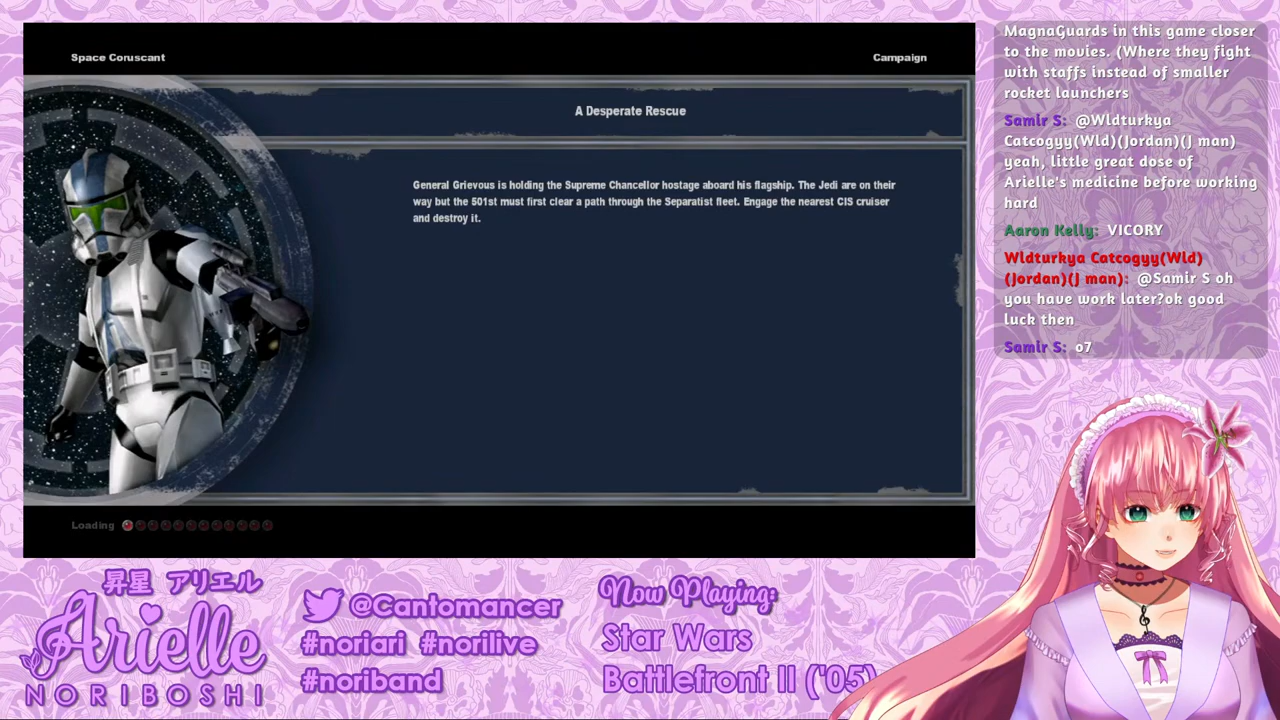 Space Coruscant
Campaign
A Desperate Rescue
General Grievous is holding the Supreme Chancellor hostage aboard his flagship. The Jedi are on their
way but the 501st must first clear a path through the Separatist fleet. Engage the nearest CIS cruiser
and destroy it.
Loading
MagnaGuards in this game closer
to the movies. (Where they fight
with staffs instead of smaller
rocket launchers
Samir S: @Wldturkya
Catcogyy(Wld)(Jordan)(J man)
yeah, little great dose of
Arielle's medicine before working
hard
Aaron Kelly: VICORY
Wldturkya Catcogyy(Wld)
(Jordan)(J man): @Samir S oh
you have work later?ok good
luck then
Samir S: o7
昇星 アリエル
Arielle
NORIBOSHI
@Cantomancer
#noriari #norilive
#noriband
Now Playing:
Star Wars
Battlefront II ('05)